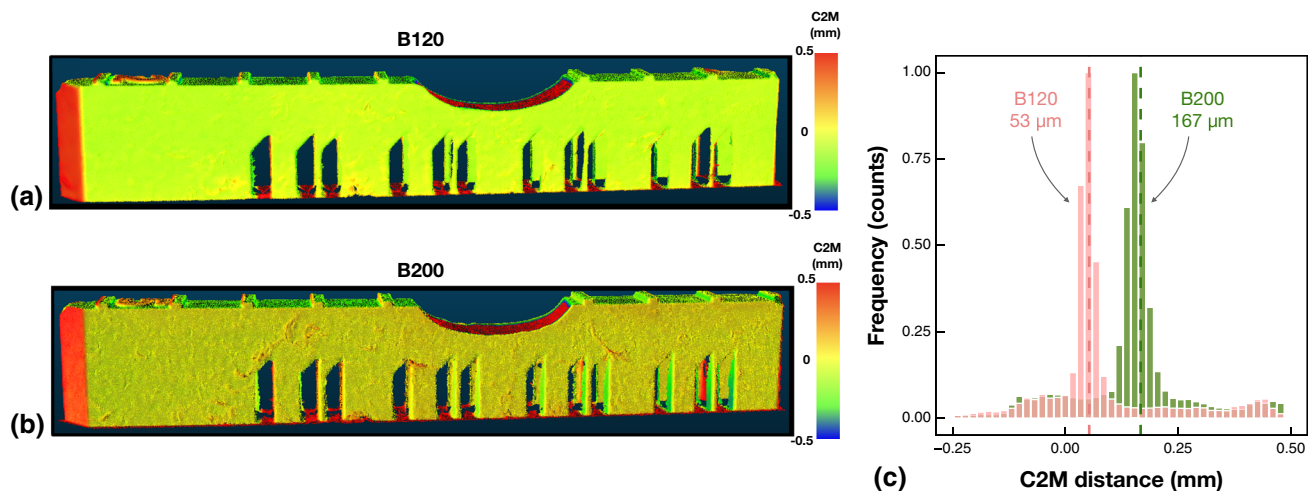 B120
C2M
(mm)
0.5
0
-0.5
(a)
B200
C2M
(mm)
0.5
0
-0.5
(b)
1.00
0.75
0.50
0.25
0.00
Frequency (counts)
B120
53 µm
B200
167 µm
−0.25
0.00
0.25
0.50
C2M distance (mm)
(c)